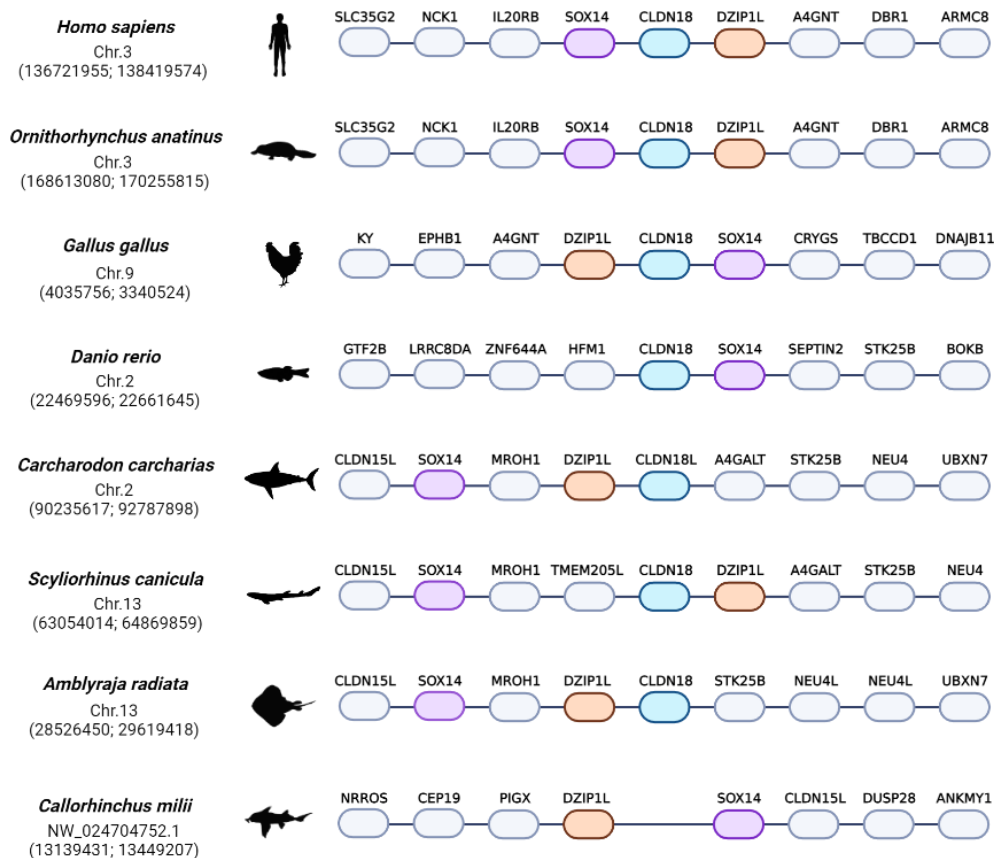 Homo sapiens
Chr.3
(136721955; 138419574)
SLC35G2 NCK1 IL20RB SOX14 CLDN18 DZIP1L A4GNT DBR1 ARMC8
Ornithorhynchus anatinus
Chr.3
(168613080; 170255815)
SLC35G2 NCK1 IL20RB SOX14 CLDN18 DZIP1L A4GNT DBR1 ARMC8
Gallus gallus
Chr.9
(4035756; 3340524)
KY EPHB1 A4GNT DZIP1L CLDN18 SOX14 CRYGS TBCCD1 DNAJB11
Danio rerio
Chr.2
(22469596; 22661645)
GTF2B LRRC8DA ZNF644A HFM1 CLDN18 SOX14 SEPTIN2 STK25B BOKB
Carcharodon carcharias
Chr.2
(90235617; 92787898)
CLDN15L SOX14 MROH1 DZIP1L CLDN18L A4GALT STK25B NEU4 UBXN7
Scyliorhinus canicula
Chr.13
(63054014; 64869859)
CLDN15L SOX14 MROH1 TMEM205L CLDN18 DZIP1L A4GALT STK25B NEU4
Amblyraja radiata
Chr.13
(28526450; 29619418)
CLDN15L SOX14 MROH1 DZIP1L CLDN18 STK25B NEU4L NEU4L UBXN7
Callorhinchus milii
NW_024704752.1
(13139431; 13449207)
NRROS CEP19 PIGX DZIP1L SOX14 CLDN15L DUSP28 ANKMY1